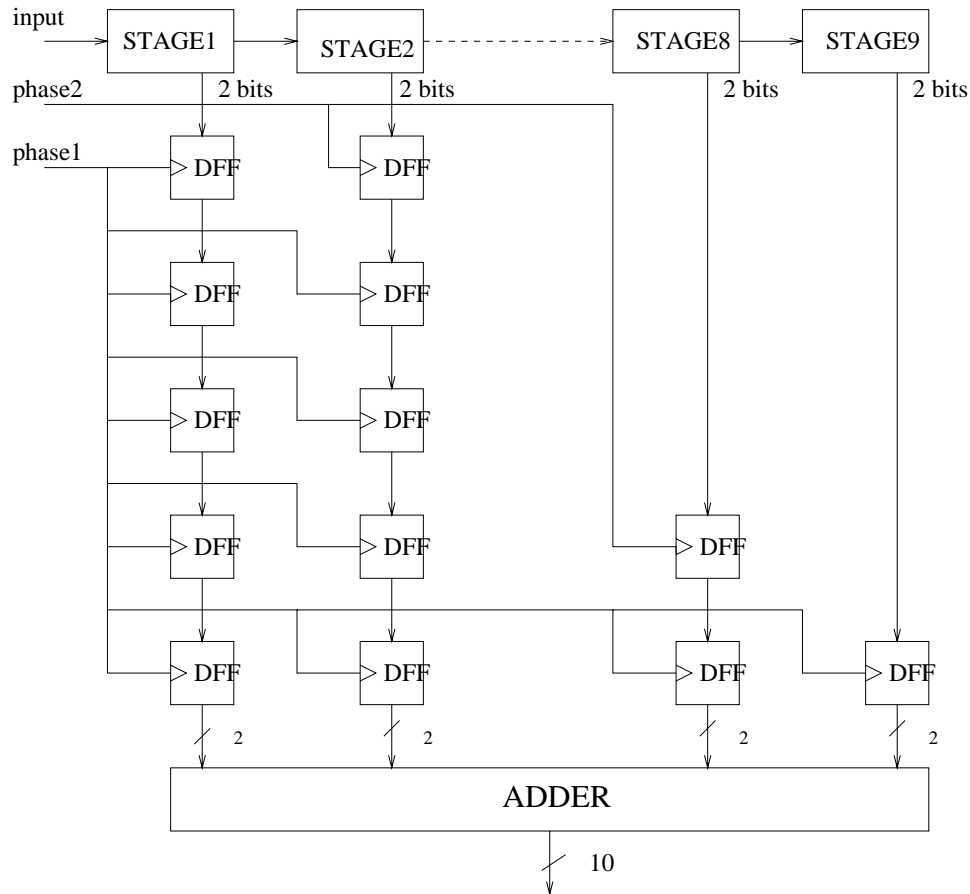 input
STAGE1
STAGE2
STAGE8
STAGE9
phase2
2 bits
2 bits
2 bits
2 bits
phase1
DFF
DFF
DFF
DFF
DFF
DFF
DFF
DFF
DFF
DFF
DFF
DFF
DFF
2
2
2
2
ADDER
10